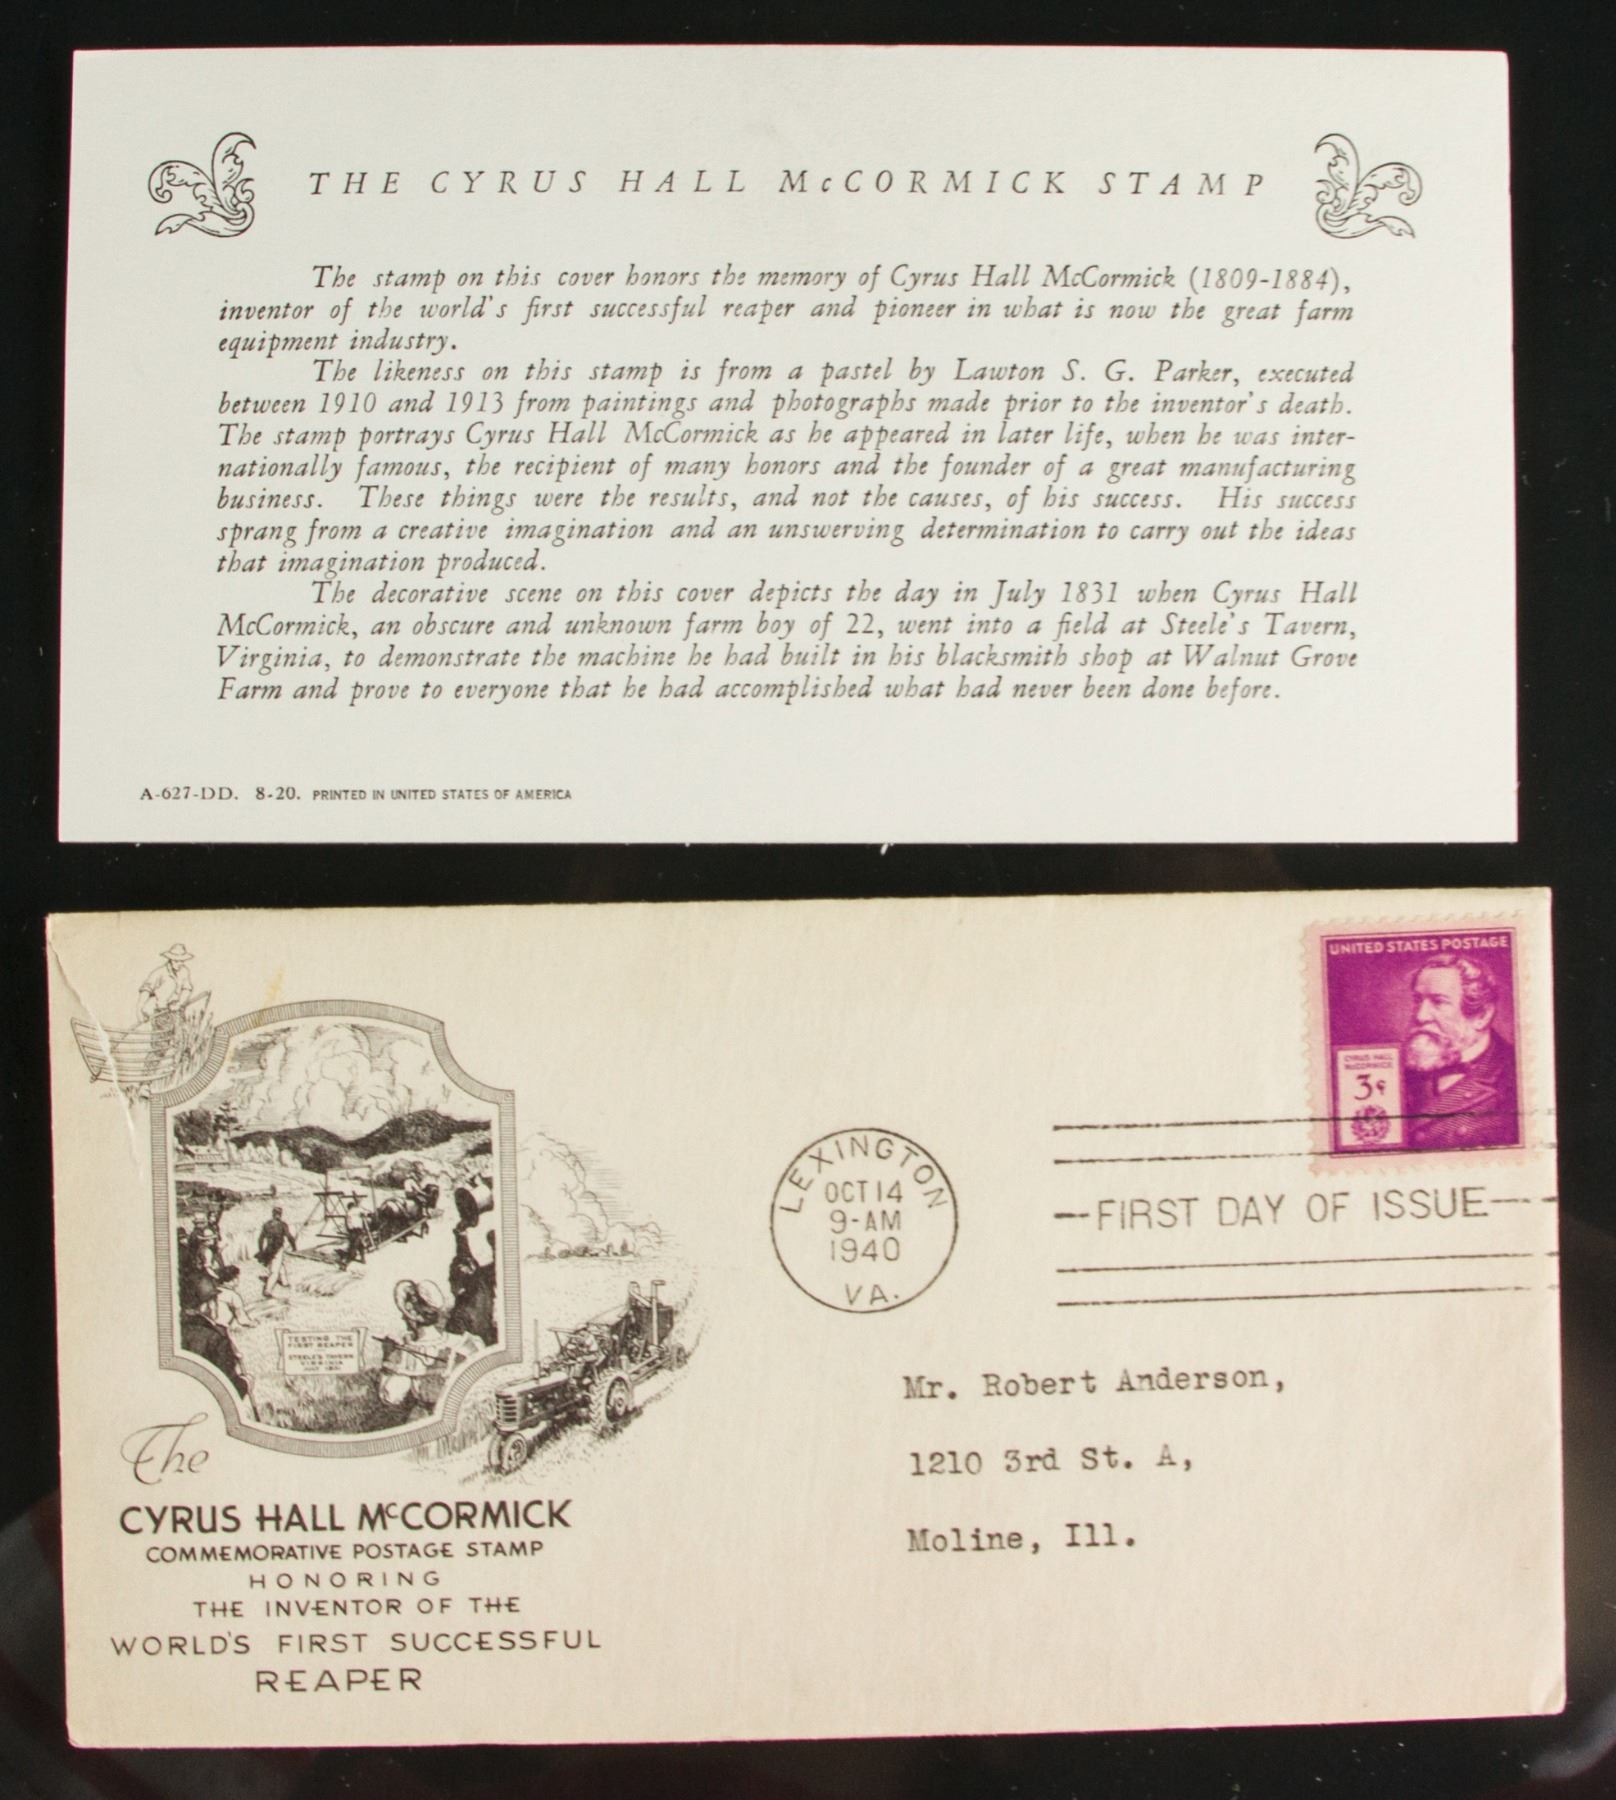 THE CYRUS HALL McCORMICK STAMP
The stamp on this cover honors the memory of Cyrus Hall McCormick (1809-1884),
inventor of the world's first successful reaper and pioneer in what is now the great farm
equipment industry.
The likeness on this stamp is from a pastel by Lawton S. G. Parker, executed
between 1910 and 1913 from paintings and photographs made prior to the inventor's death.
The stamp portrays Cyrus Hall McCormick as he appeared in later life, when he was inter-
nationally famous, the recipient of many honors and the founder of a great manufacturing
business. These things were the results, and not the causes, of his success. His success
sprang from a creative imagination and an unswerving determination to carry out the ideas
that imagination produced.
The decorative scene on this cover depicts the day in July 1831 when Cyrus Hall
McCormick, an obscure and unknown farm boy of 22, went into a field at Steele's Tavern,
Virginia, to demonstrate the machine he had built in his blacksmith shop at Walnut Grove
Farm and prove to everyone that he had accomplished what had never been done before.
A-627-DD. 8-20. PRINTED IN UNITED STATES OF AMERICA
UNITED STATES POSTAGE
CYRUS HALL
McCORMICK
3¢
LEXINGTON
OCT 14
9-AM
1940
VA.
FIRST DAY OF ISSUE
TESTING THE
FIRST REAPER
STEELE'S TAVERN
VIRGINIA
JULY 1831
Mr. Robert Anderson,
1210 3rd St. A,
Moline, Ill.
The
CYRUS HALL McCORMICK
COMMEMORATIVE POSTAGE STAMP
HONORING
THE INVENTOR OF THE
WORLD'S FIRST SUCCESSFUL
REAPER